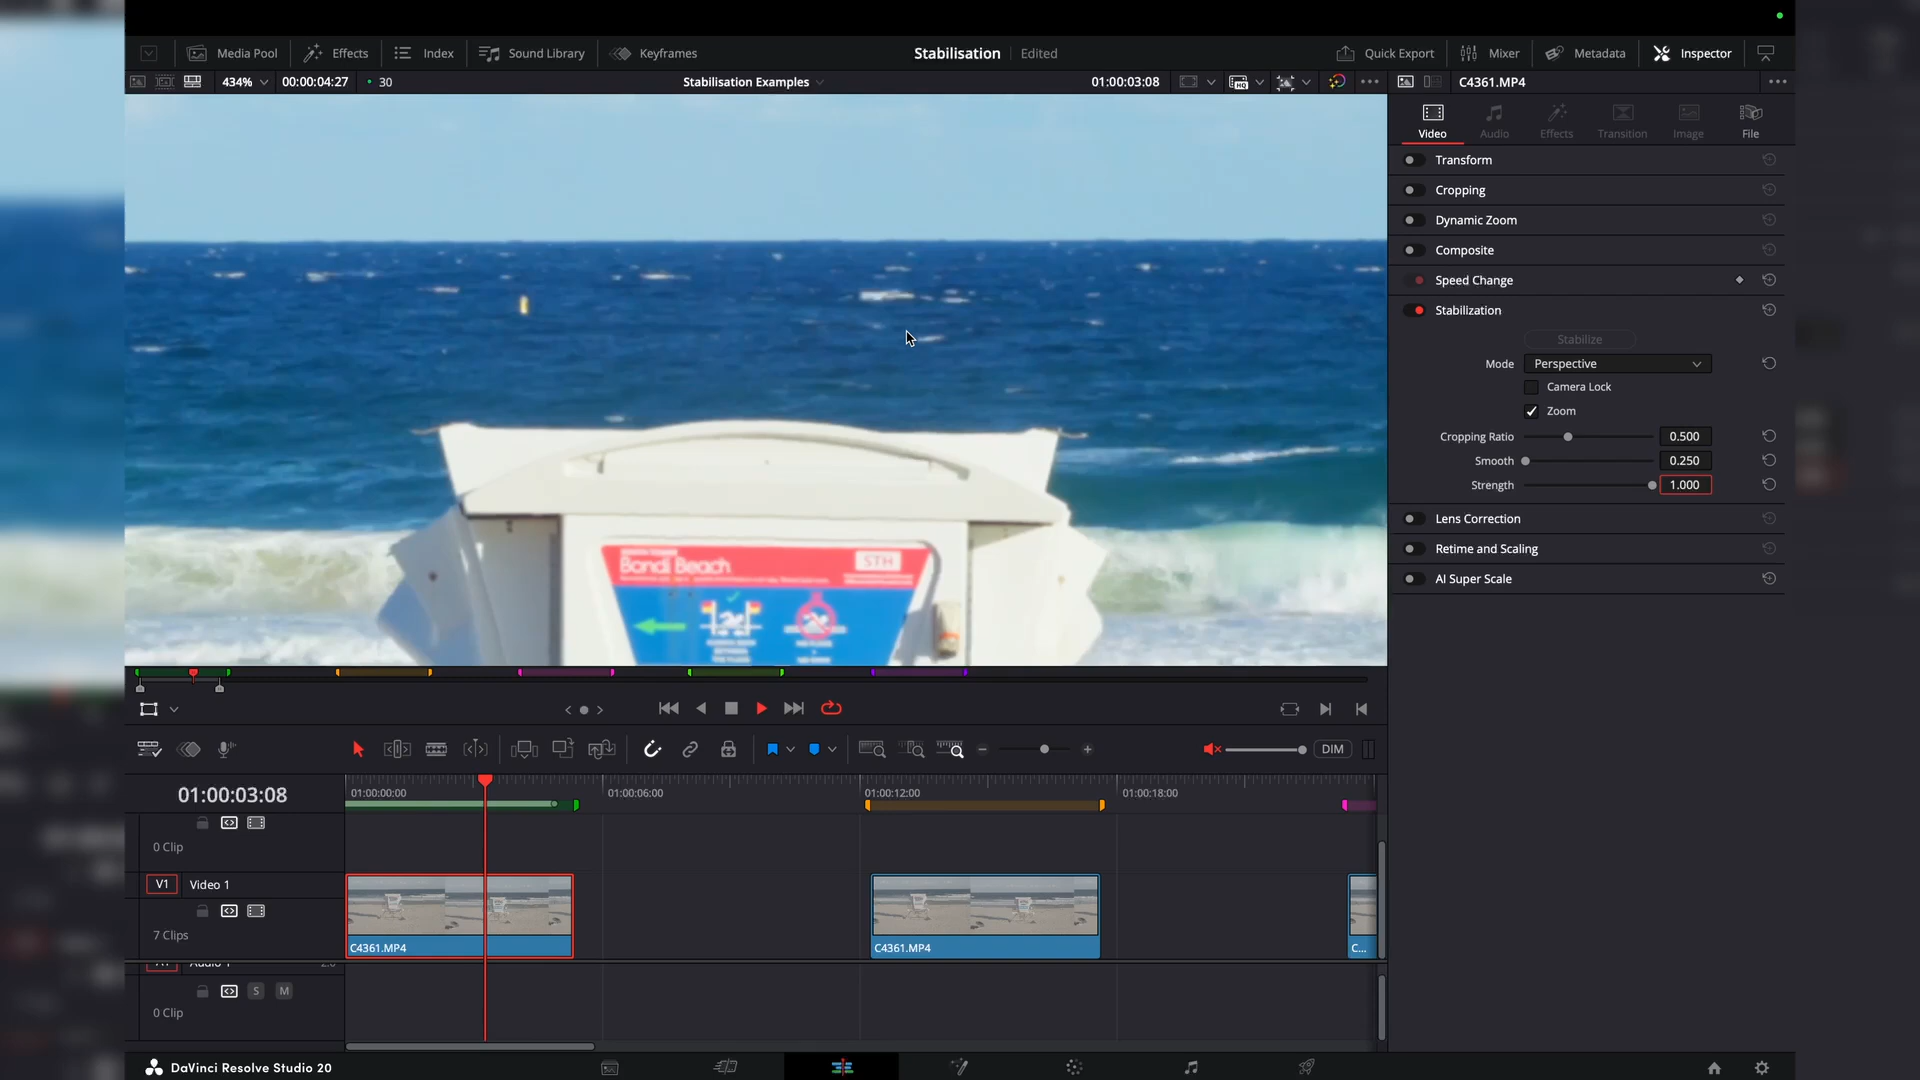 Media Pool Effects Index Sound Library Keyframes Stabilisation Edited Quick Export Mixer Metadata Inspector
434% 00:00:04:27 30 Stabilisation Examples 01:00:03:08 HQ C4361.MP4
Video Audio Effects Transition Image File
Transform
Cropping
Dynamic Zoom
Composite
Speed Change
Stabilization
Stabilize
Mode Perspective
Camera Lock
Zoom
Cropping Ratio 0.500
Smooth 0.250
Strength 1.000
Lens Correction
Retime and Scaling
AI Super Scale
Bondi Beach STH
DIM
01:00:03:08 01:00:00:00 01:00:06:00 01:00:12:00 01:00:18:00
0 Clip
V1 Video 1
7 Clips
C4361.MP4 C4361.MP4 C...
Audio 1 2.0
S M
0 Clip
DaVinci Resolve Studio 20